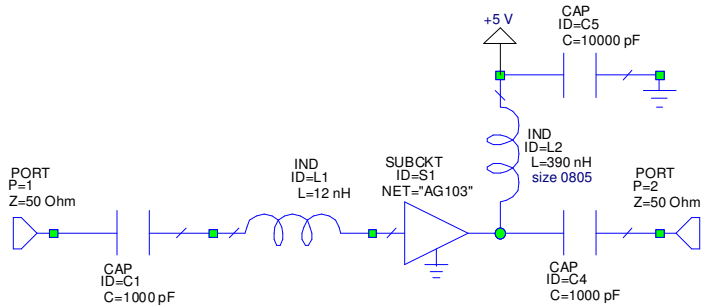 +5 V
CAP
ID=C5
C=10000 pF
IND
ID=L2
L=390 nH
size 0805
PORT
P=1
Z=50 Ohm
IND
ID=L1
L=12 nH
SUBCKT
ID=S1
NET="AG103"
PORT
P=2
Z=50 Ohm
CAP
ID=C1
C=1000 pF
CAP
ID=C4
C=1000 pF